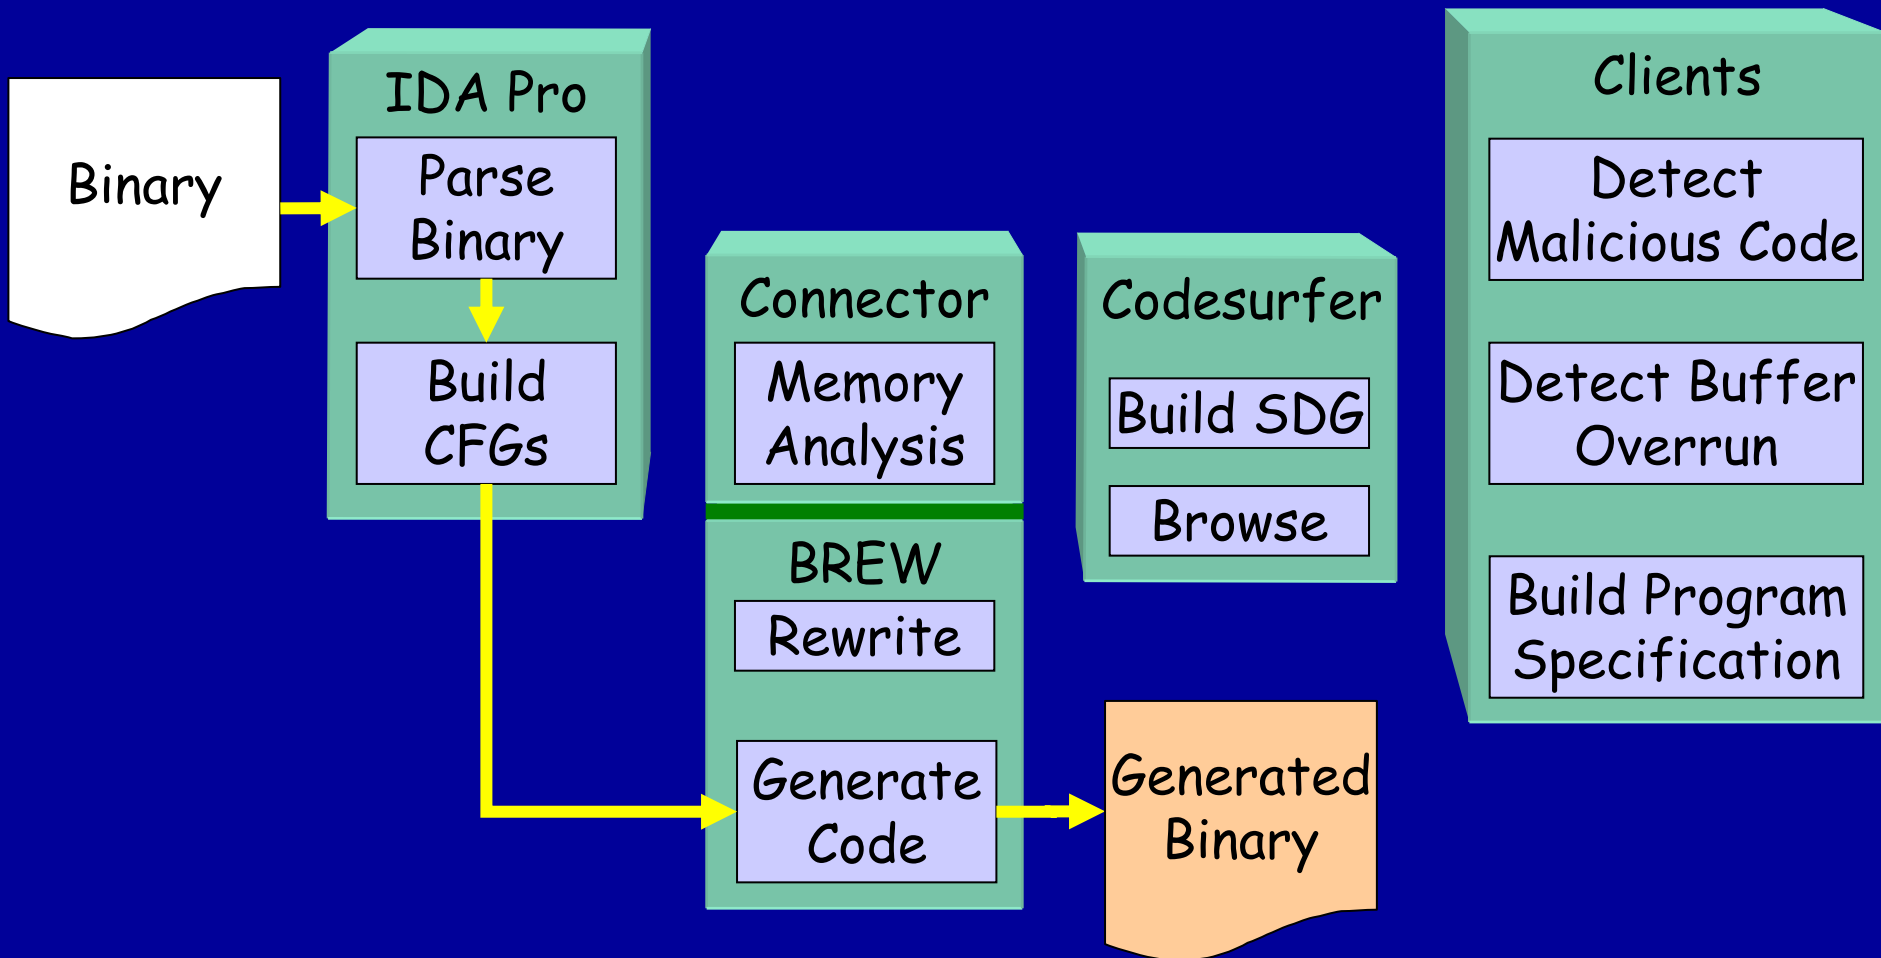 Binary
IDA Pro
Parse
Binary
Build
CFGs
Connector
Memory
Analysis
BREW
Rewrite
Generate
Code
Codesurfer
Build SDG
Browse
Generated
Binary
Clients
Detect
Malicious Code
Detect Buffer
Overrun
Build Program
Specification